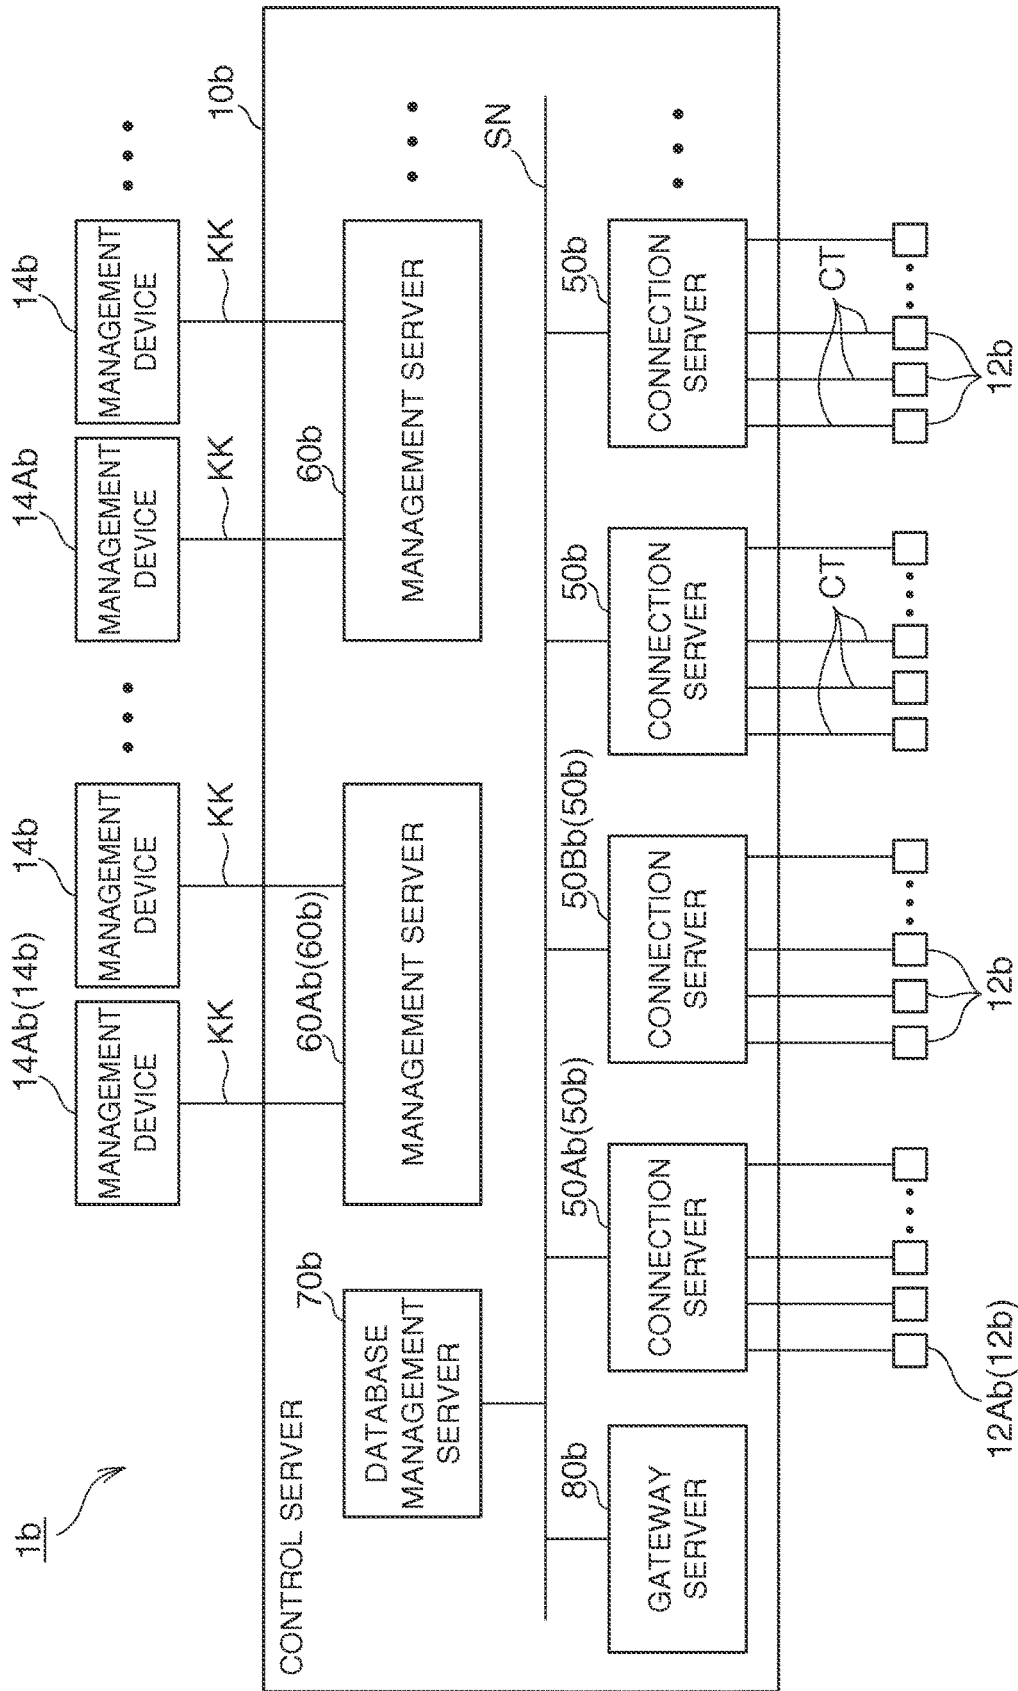 1b
14Ab(14b)
14b
14Ab
14b
MANAGEMENT
DEVICE
MANAGEMENT
DEVICE
MANAGEMENT
DEVICE
MANAGEMENT
DEVICE
KK
KK
KK
KK
10b
CONTROL SERVER
70b
60Ab(60b)
60b
DATABASE
MANAGEMENT
SERVER
MANAGEMENT SERVER
MANAGEMENT SERVER
SN
80b
50Ab(50b)
50Bb(50b)
50b
50b
GATEWAY
SERVER
CONNECTION
SERVER
CONNECTION
SERVER
CONNECTION
SERVER
CONNECTION
SERVER
CT
CT
12Ab(12b)
12b
12b